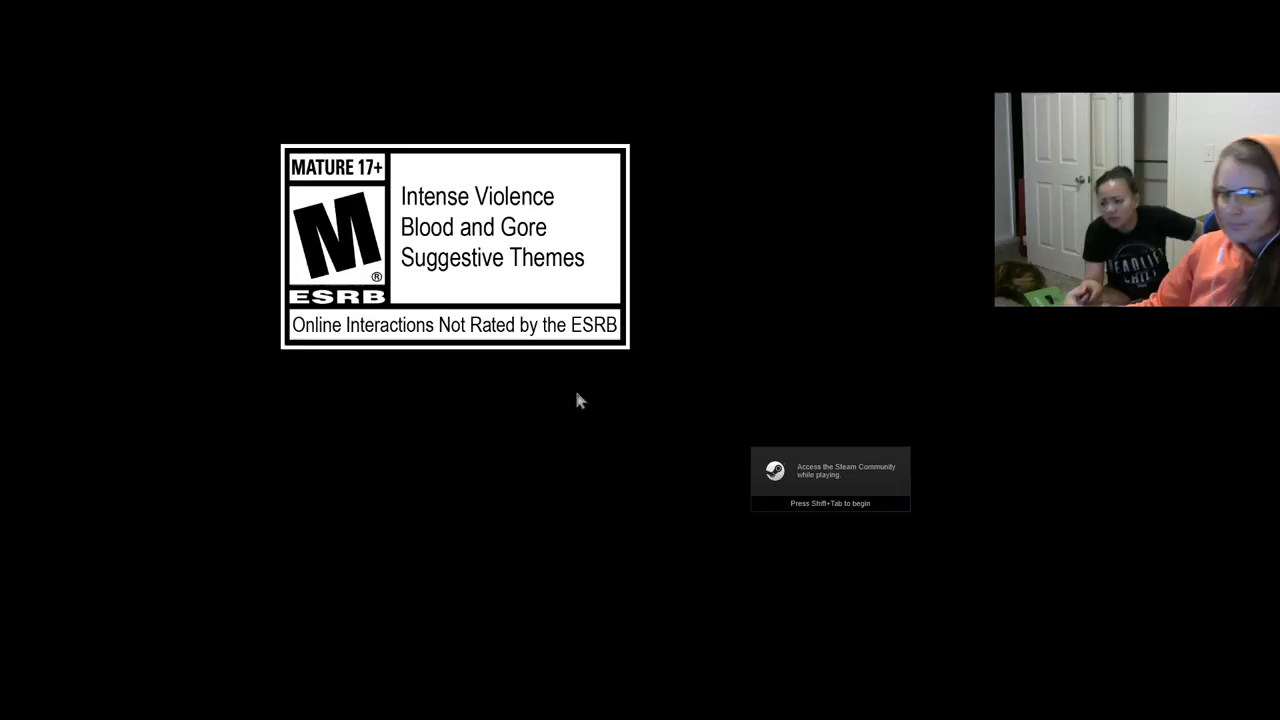 MATURE 17+
M
®
ESRB
Intense Violence
Blood and Gore
Suggestive Themes
Online Interactions Not Rated by the ESRB
Access the Steam Community
while playing.
Press Shift+Tab to begin